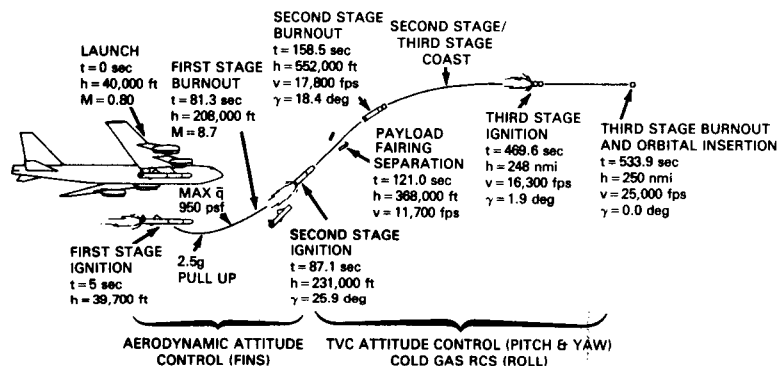 LAUNCH
t=0 sec
h=40,000 ft
M=0.80
FIRST STAGE
BURNOUT
t=81.3 sec
h=208,000 ft
M=8.7
SECOND STAGE
BURNOUT
t=158.5 sec
h=552,000 ft
v=17,800 fps
γ=18.4 deg
SECOND STAGE/
THIRD STAGE
COAST
THIRD STAGE
IGNITION
t=469.6 sec
h=248 nmi
v=16,300 fps
γ=1.9 deg
THIRD STAGE BURNOUT
AND ORBITAL INSERTION
t=533.9 sec
h=250 nmi
v=25,000 fps
γ=0.0 deg
PAYLOAD
FAIRING
SEPARATION
t=121.0 sec
h=368,000 ft
v=11,700 fps
MAX q̄
950 psf
FIRST STAGE
IGNITION
t=5 sec
h=39,700 ft
2.5g
PULL UP
SECOND STAGE
IGNITION
t=87.1 sec
h=231,000 ft
γ=25.9 deg
AERODYNAMIC ATTITUDE
CONTROL (FINS)
TVC ATTITUDE CONTROL (PITCH & YAW)
COLD GAS RCS (ROLL)